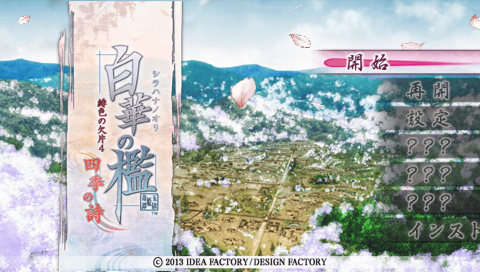 シラハナノオリ
白華の檻
緋色の欠片4
四季の詩
開始
再開
設定
???
???
???
インスト
© 2013 IDEA FACTORY/DESIGN FACTORY